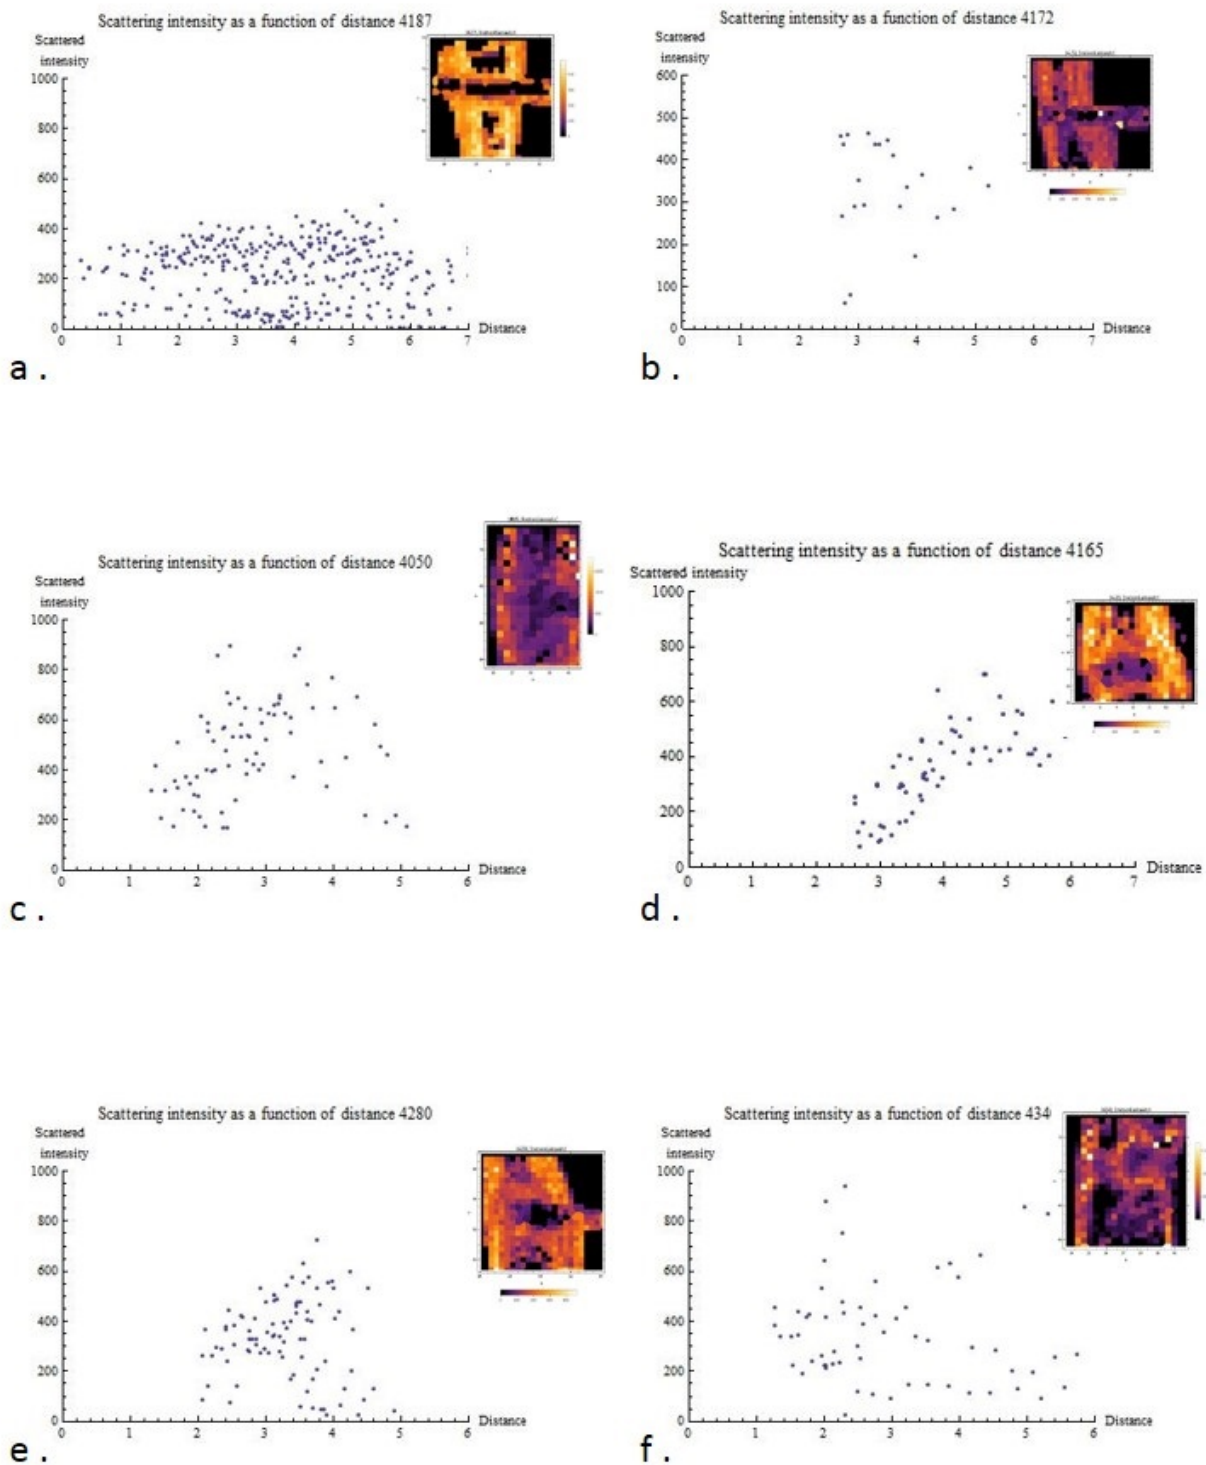 Scattering intensity as a function of distance 4187
Scattered
intensity
1000
800
600
400
200
0
0 1 2 3 4 5 6 7
Distance
a .
Scattering intensity as a function of distance 4172
Scattered
intensity
600
500
400
300
200
100
0
0 1 2 3 4 5 6 7
Distance
b .
Scattering intensity as a function of distance 4050
Scattered
intensity
1000
800
600
400
200
0
0 1 2 3 4 5 6
Distance
c .
Scattering intensity as a function of distance 4165
Scattered intensity
1000
800
600
400
200
0
0 1 2 3 4 5 6 7
Distance
d .
Scattering intensity as a function of distance 4280
Scattered
intensity
1000
800
600
400
200
0
0 1 2 3 4 5 6
Distance
e .
Scattering intensity as a function of distance 434
Scattered
intensity
1000
800
600
400
200
0
0 1 2 3 4 5 6
Distance
f .